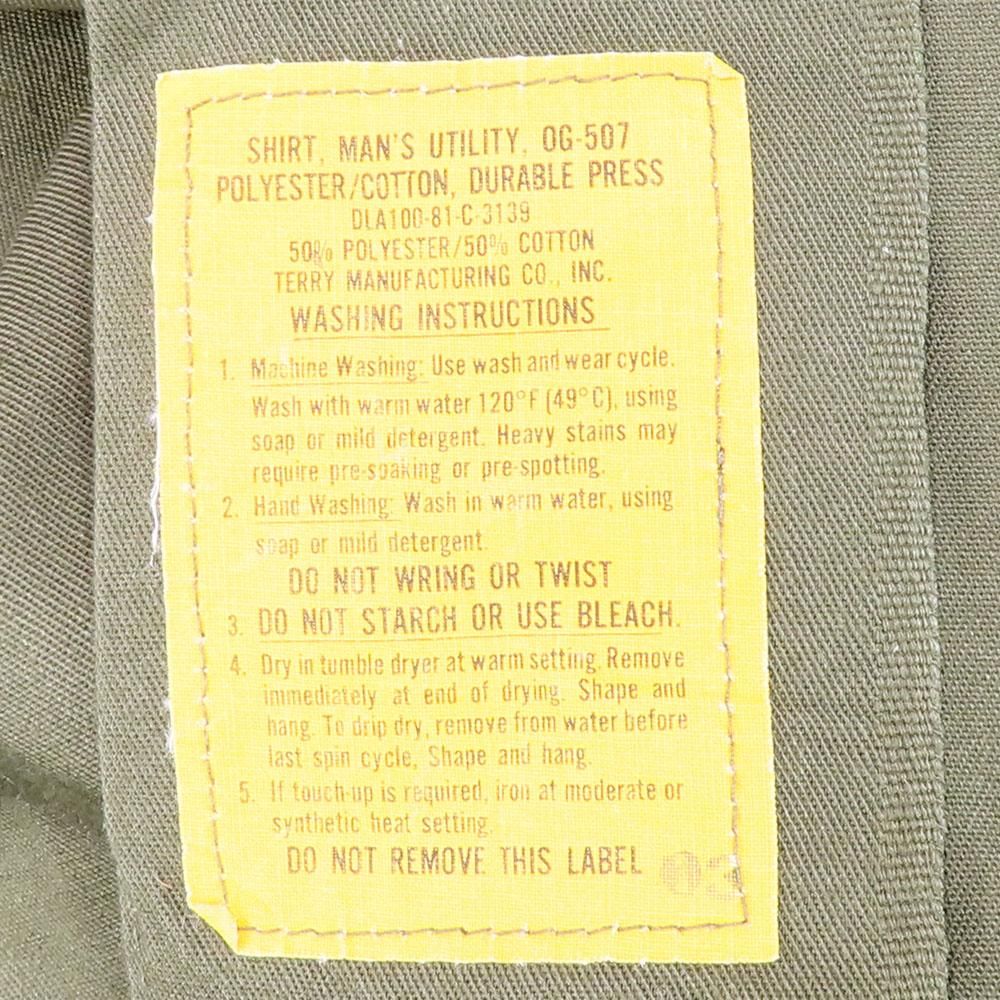 SHIRT, MAN'S UTILITY, OG-507
POLYESTER/COTTON, DURABLE PRESS
DLA100-81-C-3139
50% POLYESTER/50% COTTON
TERRY MANUFACTURING CO., INC.
WASHING INSTRUCTIONS
1. Machine Washing: Use wash and wear cycle.
Wash with warm water 120°F (49°C), using
soap or mild detergent. Heavy stains may
require pre-soaking or pre-spotting.
2. Hand Washing: Wash in warm water, using
soap or mild detergent.
DO NOT WRING OR TWIST
3. DO NOT STARCH OR USE BLEACH.
4. Dry in tumble dryer at warm setting. Remove
immediately at end of drying. Shape and
hang. To drip dry, remove from water before
last spin cycle, Shape and hang.
5. If touch-up is required, iron at moderate or
synthetic heat setting.
DO NOT REMOVE THIS LABEL